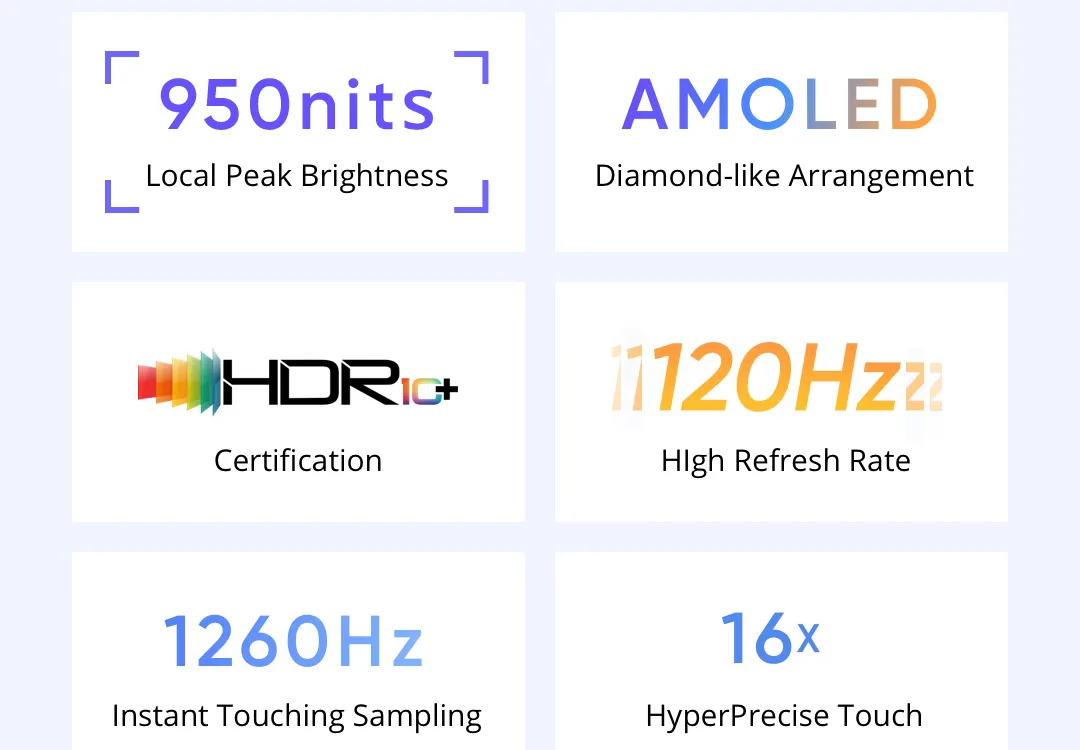 950nits
Local Peak Brightness
AMOLED
Diamond-like Arrangement
HDR10+
Certification
120Hz
HIgh Refresh Rate
1260Hz
Instant Touching Sampling
16x
HyperPrecise Touch